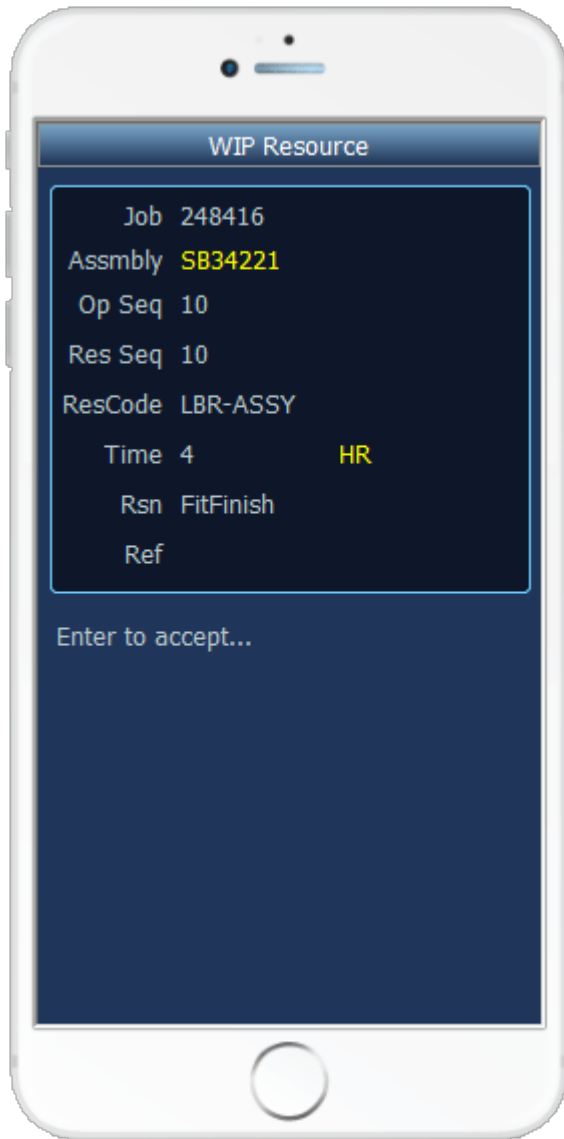 WIP Resource
Job 248416
Assmbly SB34221
Op Seq 10
Res Seq 10
ResCode LBR-ASSY
Time 4 HR
Rsn FitFinish
Ref
Enter to accept...